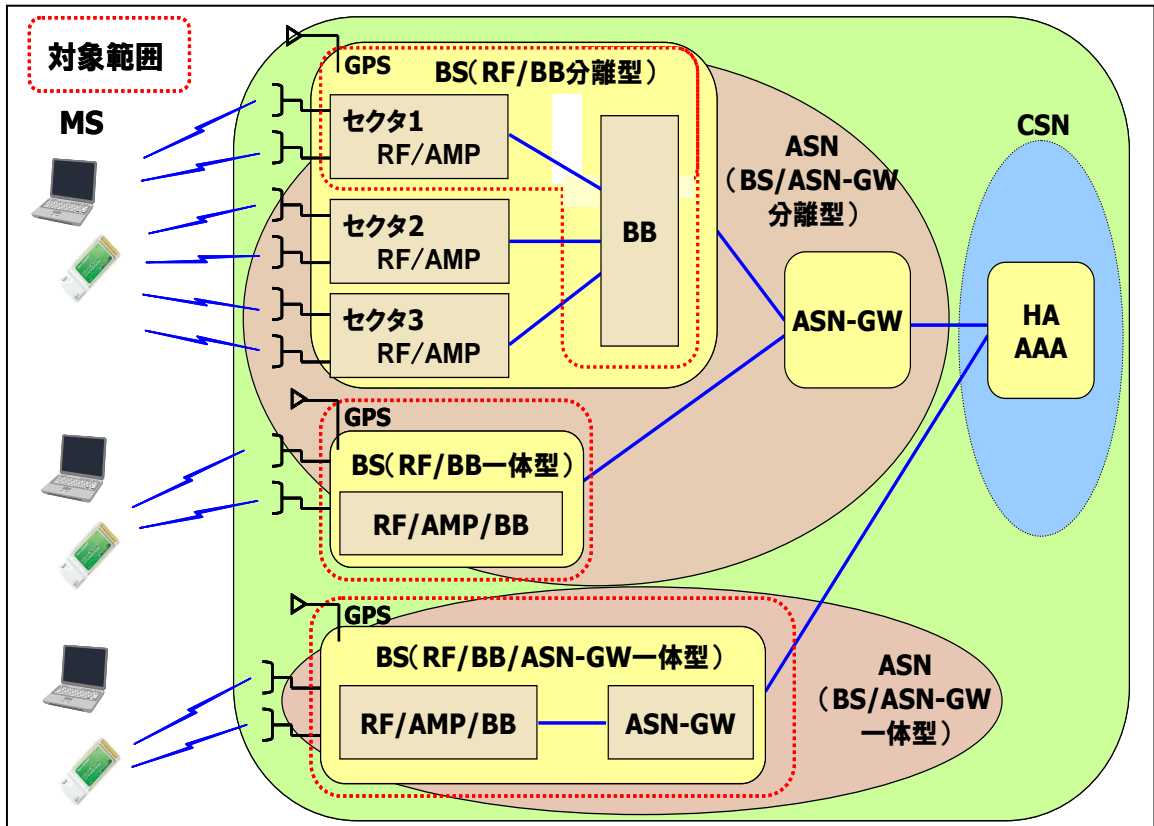 対象範囲
MS
GPS
BS(RF/BB分離型)
セクタ1
RF/AMP
セクタ2
RF/AMP
セクタ3
RF/AMP
BB
ASN
(BS/ASN-GW
分離型)
ASN-GW
CSN
HA
AAA
GPS
BS(RF/BB一体型)
RF/AMP/BB
GPS
BS(RF/BB/ASN-GW一体型)
RF/AMP/BB
ASN-GW
ASN
(BS/ASN-GW
一体型)